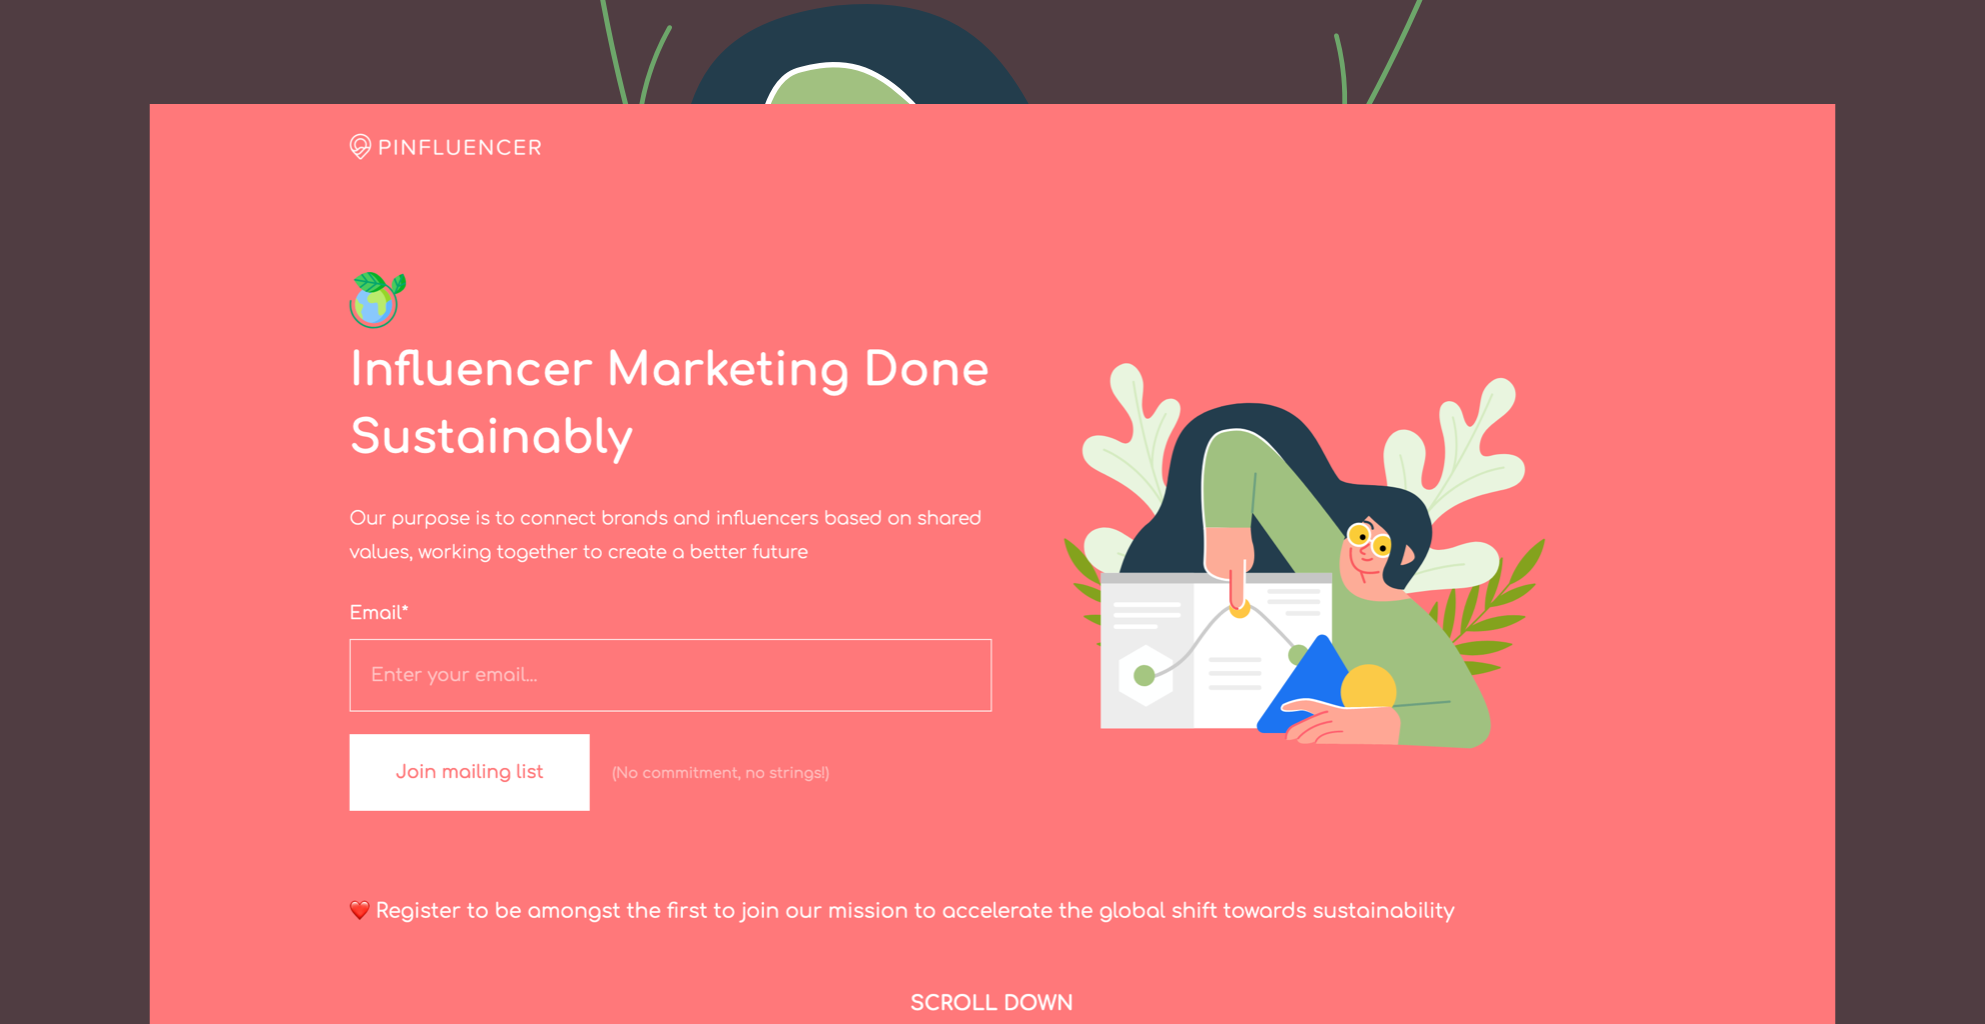 PINFLUENCER
Influencer Marketing Done
Sustainably
Our purpose is to connect brands and influencers based on shared
values, working together to create a better future
Email*
Enter your email...
Join mailing list
(No commitment, no strings!)
❤️ Register to be amongst the first to join our mission to accelerate the global shift towards sustainability
SCROLL DOWN